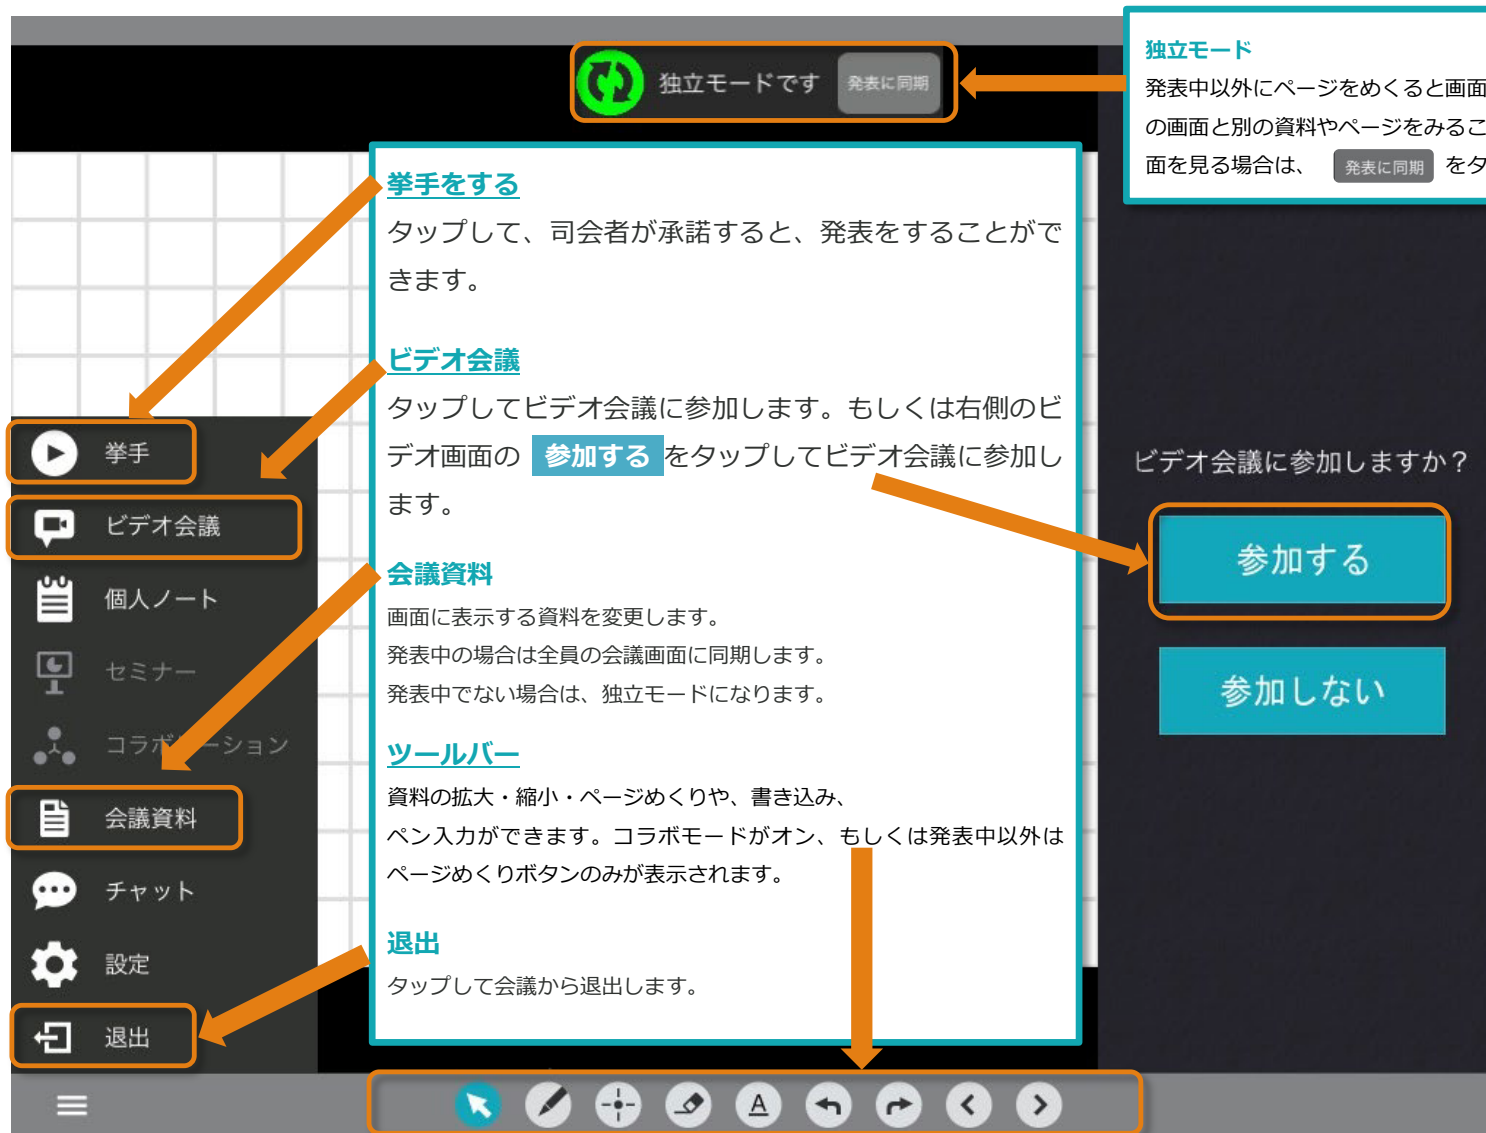 独立モードです 発表に同期
独立モード
発表中以外にページをめくると画面
の画面と別の資料やページをみるこ
面を見る場合は、 発表に同期 をタ
挙手をする
タップして、司会者が承諾すると、発表をすることがで
きます。
ビデオ会議
タップしてビデオ会議に参加します。もしくは右側のビ
デオ画面の 参加する をタップしてビデオ会議に参加し
ます。
会議資料
画面に表示する資料を変更します。
発表中の場合は全員の会議画面に同期します。
発表中でない場合は、独立モードになります。
ツールバー
資料の拡大・縮小・ページめくりや、書き込み、
ペン入力ができます。コラボモードがオン、もしくは発表中以外は
ページめくりボタンのみが表示されます。
退出
タップして会議から退出します。
挙手
ビデオ会議
個人ノート
セミナー
コラボレーション
会議資料
チャット
設定
退出
ビデオ会議に参加しますか？
参加する
参加しない
A